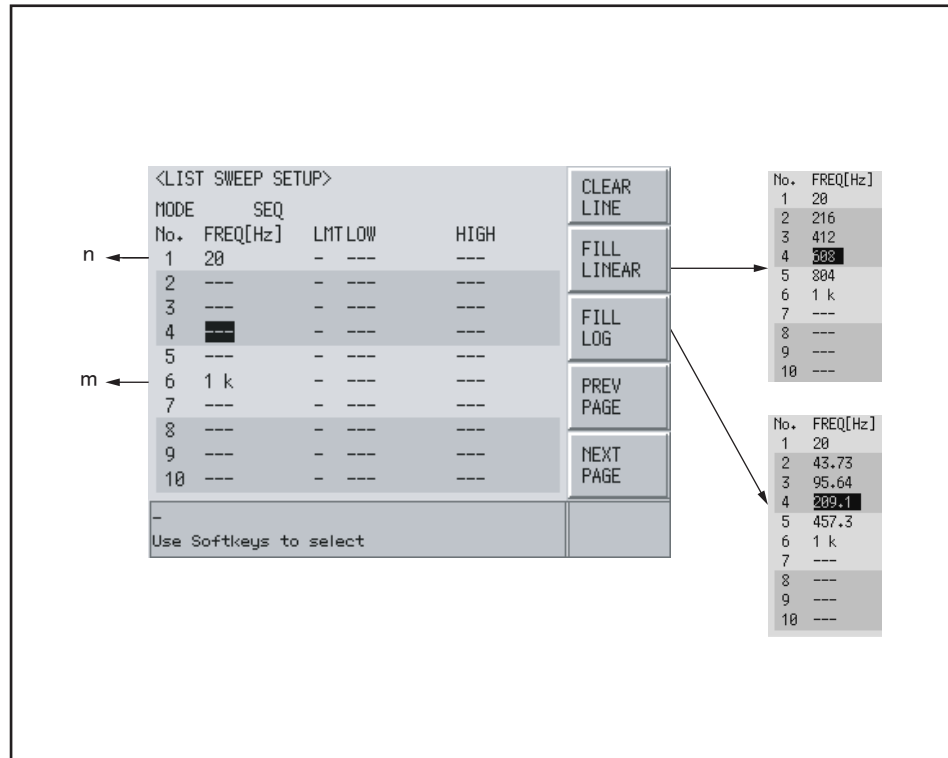 <LIST SWEEP SETUP>
MODE SEQ
No. FREQ[Hz] LMT LOW HIGH
n 1 20 - --- ---
2 --- - --- ---
3 --- - --- ---
4 --- - --- ---
5 --- - --- ---
m 6 1 k - --- ---
7 --- - --- ---
8 --- - --- ---
9 --- - --- ---
10 --- - --- ---
-
Use Softkeys to select
CLEAR
LINE
FILL
LINEAR
FILL
LOG
PREV
PAGE
NEXT
PAGE
No. FREQ[Hz]
1 20
2 216
3 412
4 608
5 804
6 1 k
7 ---
8 ---
9 ---
10 ---
No. FREQ[Hz]
1 20
2 43.73
3 95.64
4 209.1
5 457.3
6 1 k
7 ---
8 ---
9 ---
10 ---